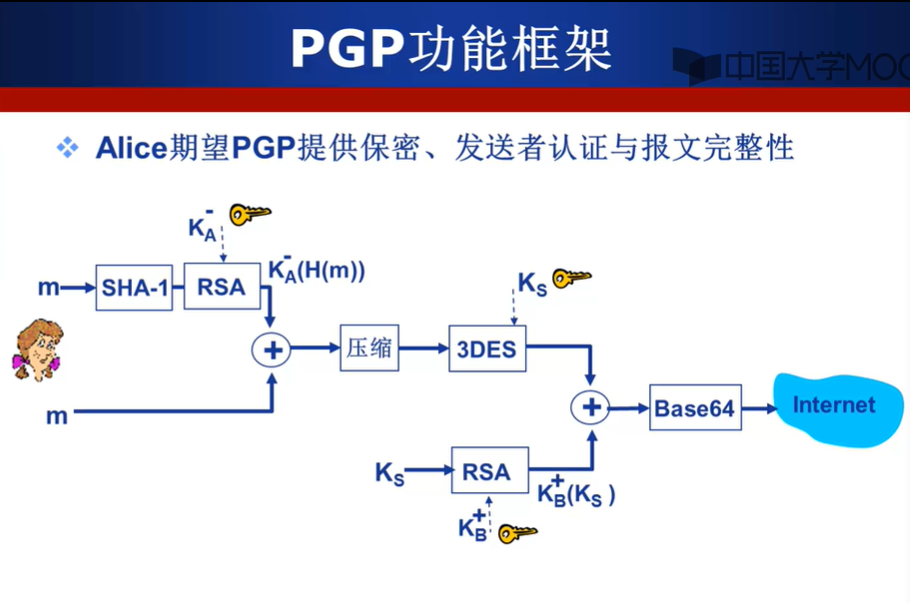 PGP功能框架
中国大学MOO
Alice期望PGP提供保密、发送者认证与报文完整性
K_A^-
m
SHA-1
RSA
K_A^-(H(m))
K_S
+
压缩
3DES
m
+
Base64
Internet
K_S
RSA
K_B^+(K_S )
K_B^+